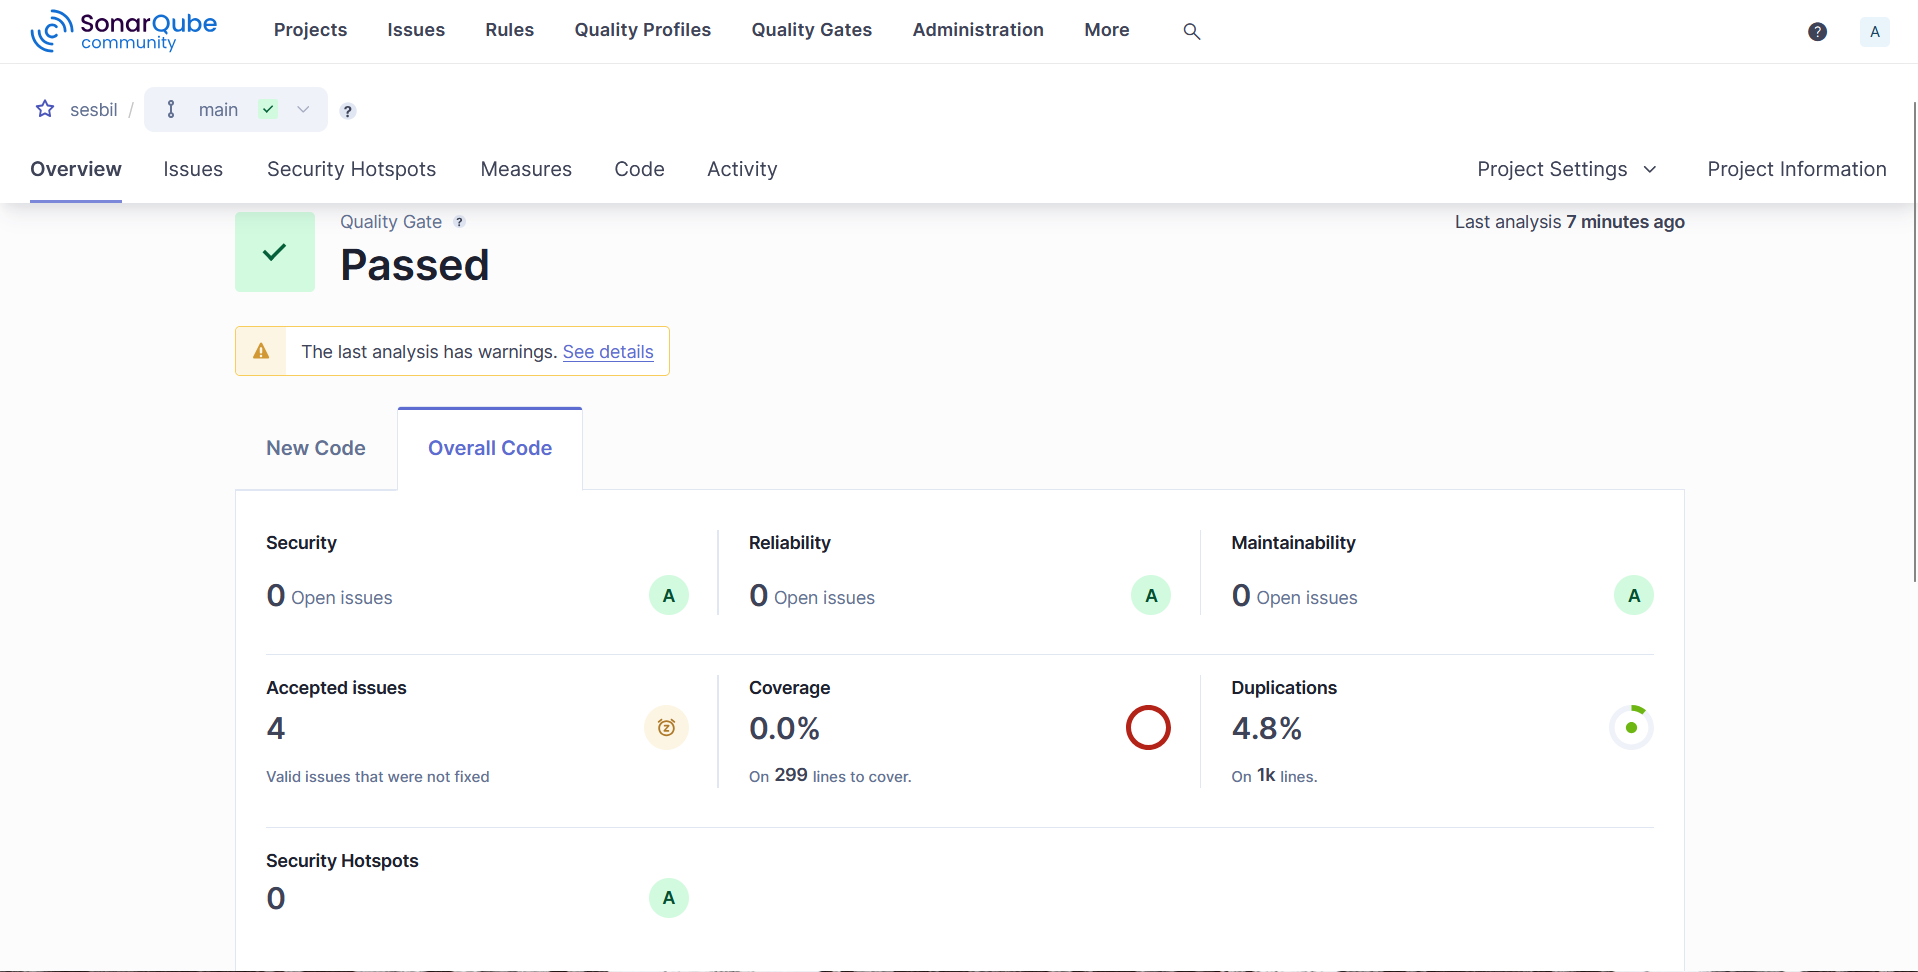 SonarQube
community
Projects Issues Rules Quality Profiles Quality Gates Administration More ? A
sesbil / main ?
Overview Issues Security Hotspots Measures Code Activity Project Settings Project Information
Quality Gate ? Last analysis 7 minutes ago
Passed
The last analysis has warnings. See details
New Code Overall Code
Security Reliability Maintainability
0 Open issues A 0 Open issues A 0 Open issues A
Accepted issues Coverage Duplications
4 0.0% 4.8%
Valid issues that were not fixed On 299 lines to cover. On 1k lines.
Security Hotspots
0 A